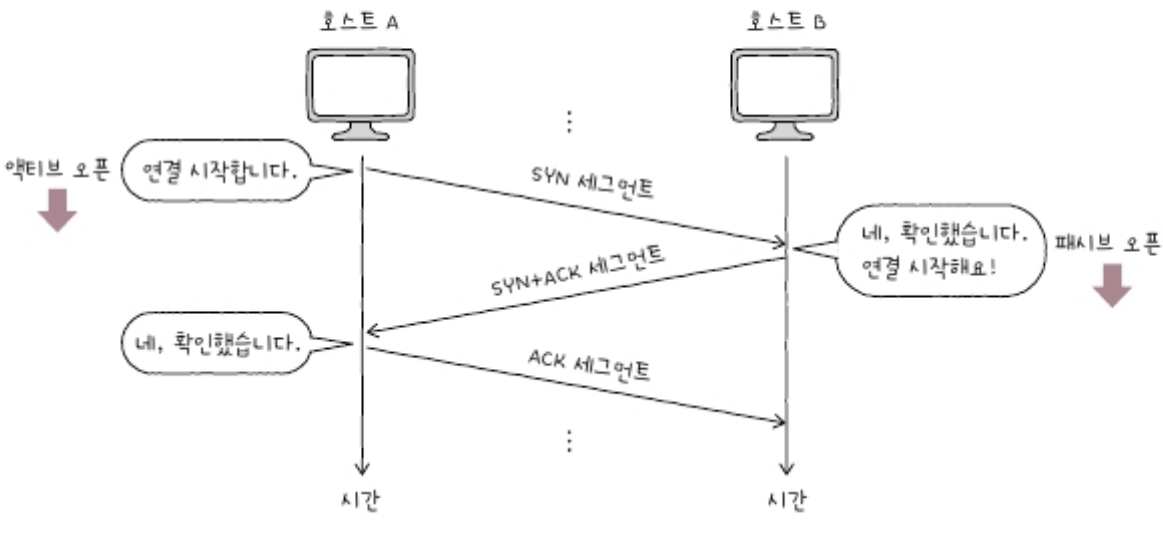 호스트 A
호스트 B
액티브 오픈
연결 시작합니다.
SYN 세그먼트
네, 확인했습니다.
연결 시작해요!
패시브 오픈
SYN+ACK 세그먼트
네, 확인했습니다.
ACK 세그먼트
시간
시간